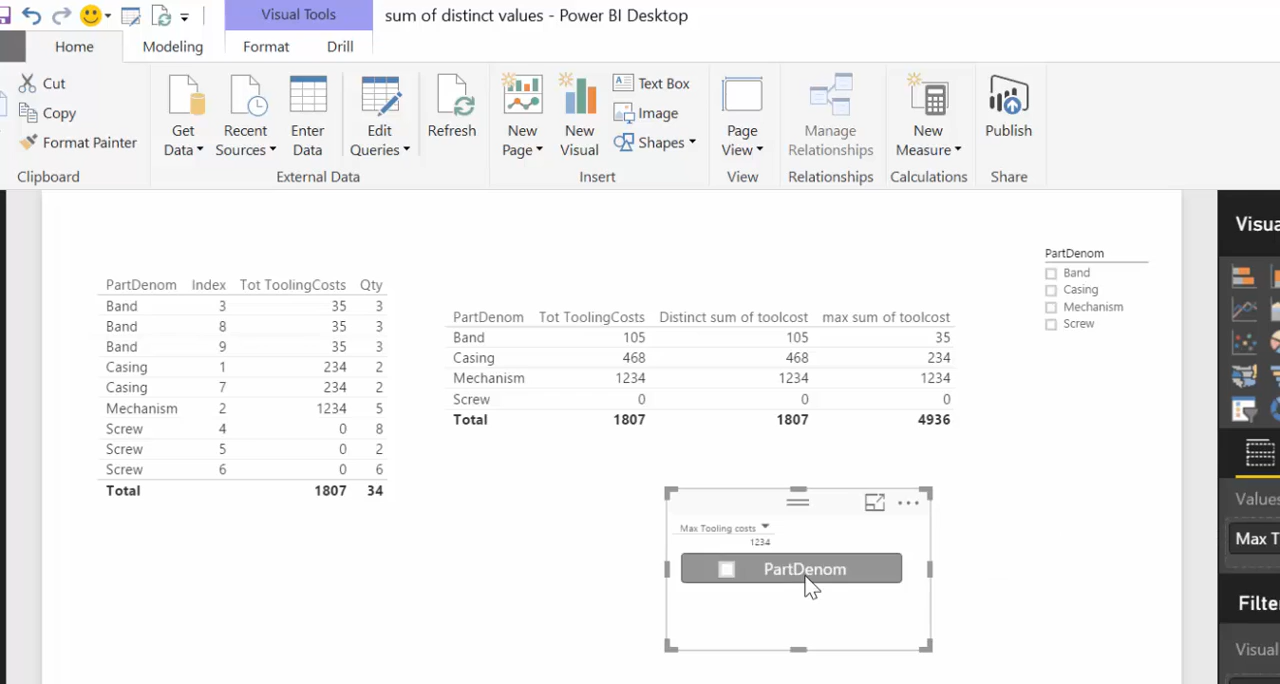 Visual Tools
sum of distinct values - Power BI Desktop
Home
Modeling
Format
Drill
Cut
Copy
Format Painter
Clipboard
Get Data
Recent Sources
Enter Data
Edit Queries
Refresh
External Data
New Page
New Visual
Text Box
Image
Shapes
Insert
Page View
View
Manage Relationships
Relationships
New Measure
Calculations
Publish
Share
PartDenom Index Tot ToolingCosts Qty
Band 3 35 3
Band 8 35 3
Band 9 35 3
Casing 1 234 2
Casing 7 234 2
Mechanism 2 1234 5
Screw 4 0 8
Screw 5 0 2
Screw 6 0 6
Total 1807 34
PartDenom Tot ToolingCosts Distinct sum of toolcost max sum of toolcost
Band 105 105 35
Casing 468 468 234
Mechanism 1234 1234 1234
Screw 0 0 0
Total 1807 1807 4936
PartDenom
Band
Casing
Mechanism
Screw
Max Tooling costs
1234
PartDenom
Visua
Values
Max T
Filte
Visual